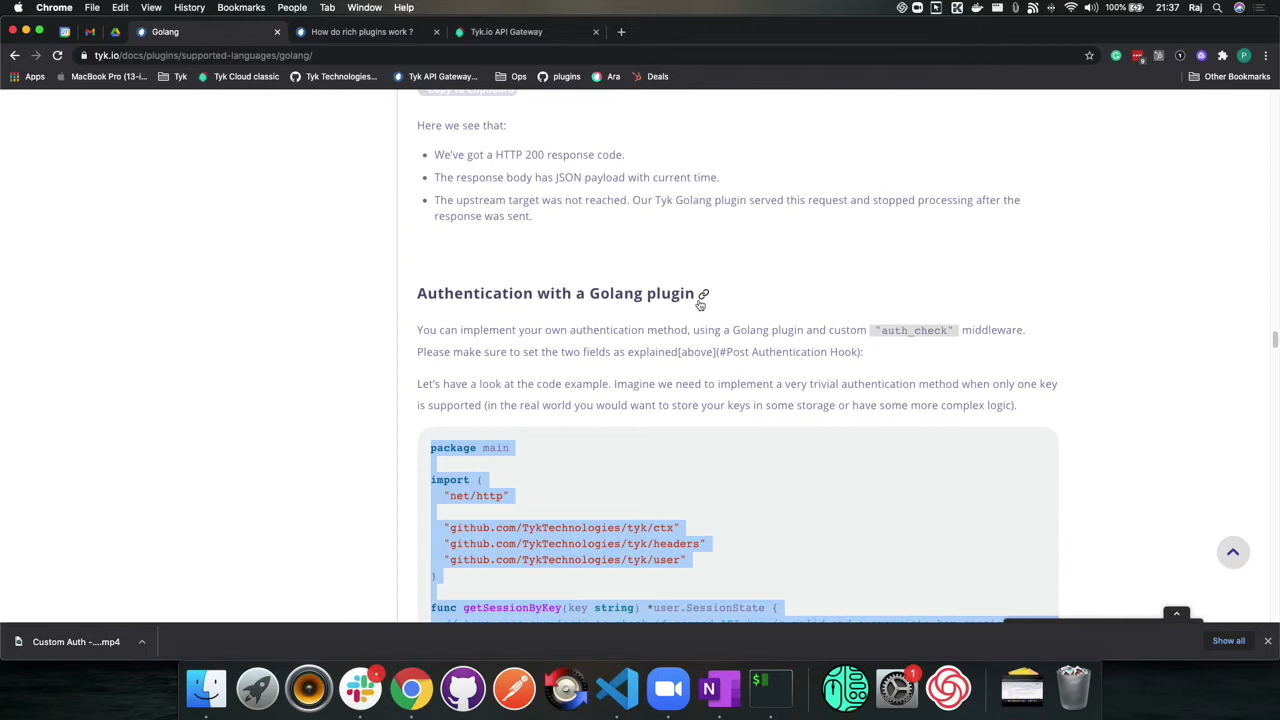 Chrome File Edit View History Bookmarks People Tab Window Help 100% 21:37 Raj
Golang × How do rich plugins work ? × Tyk.io API Gateway × +
tyk.io/docs/plugins/supported-languages/golang/
Apps MacBook Pro (13-i... Tyk Tyk Cloud classic Tyk Technologies... Tyk API Gateway... Ops plugins Ara Deals Other Bookmarks
Copy to Clipboard
Here we see that:
We've got a HTTP 200 response code.
The response body has JSON payload with current time.
The upstream target was not reached. Our Tyk Golang plugin served this request and stopped processing after the
response was sent.
Authentication with a Golang plugin
You can implement your own authentication method, using a Golang plugin and custom "auth_check" middleware.
Please make sure to set the two fields as explained[above](#Post Authentication Hook):
Let's have a look at the code example. Imagine we need to implement a very trivial authentication method when only one key
is supported (in the real world you would want to store your keys in some storage or have some more complex logic).
package main
import (
"net/http"
"github.com/TykTechnologies/tyk/ctx"
"github.com/TykTechnologies/tyk/headers"
"github.com/TykTechnologies/tyk/user"
)
func getSessionByKey(key string) *user.SessionState {
Custom Auth -....mp4 Show all